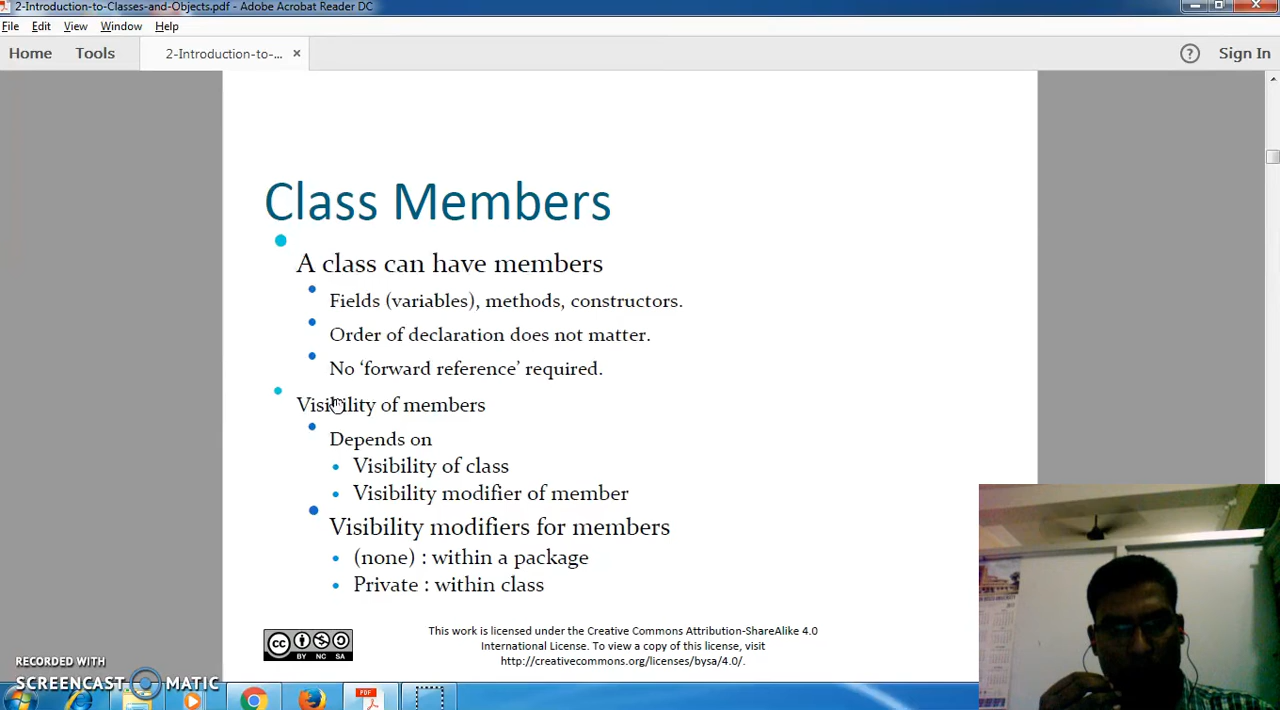 2-Introduction-to-Classes-and-Objects.pdf - Adobe Acrobat Reader DC
File Edit View Window Help
Home Tools 2-Introduction-to-... × ? Sign In
Class Members
A class can have members
Fields (variables), methods, constructors.
Order of declaration does not matter.
No ‘forward reference’ required.
Visibility of members
Depends on
Visibility of class
Visibility modifier of member
Visibility modifiers for members
(none) : within a package
Private : within class
cc BY NC SA
This work is licensed under the Creative Commons Attribution-ShareAlike 4.0
International License. To view a copy of this license, visit
http://creativecommons.org/licenses/bysa/4.0/.
RECORDED WITH
SCREENCAST MATIC
PDF